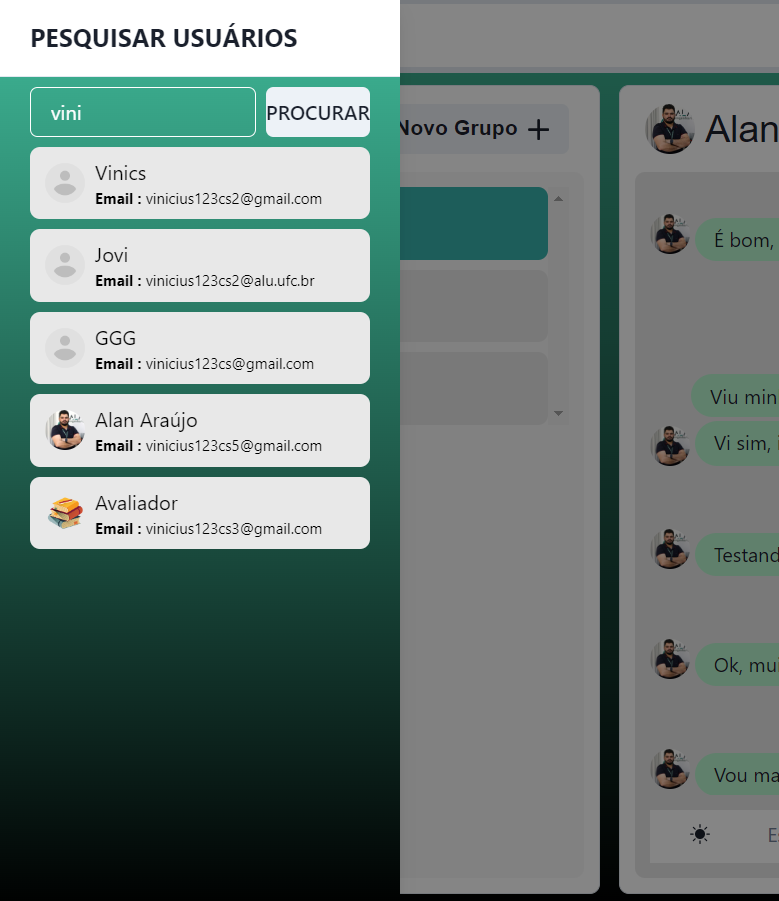 PESQUISAR USUÁRIOS
vini
PROCURAR
Vinics
Email : vinicius123cs2@gmail.com
Jovi
Email : vinicius123cs2@alu.ufc.br
GGG
Email : vinicius123cs@gmail.com
Alan Araújo
Email : vinicius123cs5@gmail.com
Avaliador
Email : vinicius123cs3@gmail.com
Novo Grupo
Alan
É bom,
Viu min
Vi sim,
Testand
Ok, mui
Vou ma